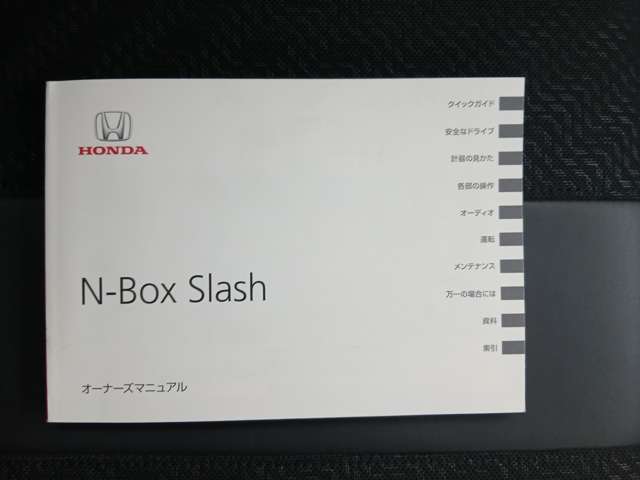 HONDA
N-Box Slash
オーナーズマニュアル
クイックガイド
安全なドライブ
計器の見かた
各部の操作
オーディオ
運転
メンテナンス
万一の場合には
資料
索引